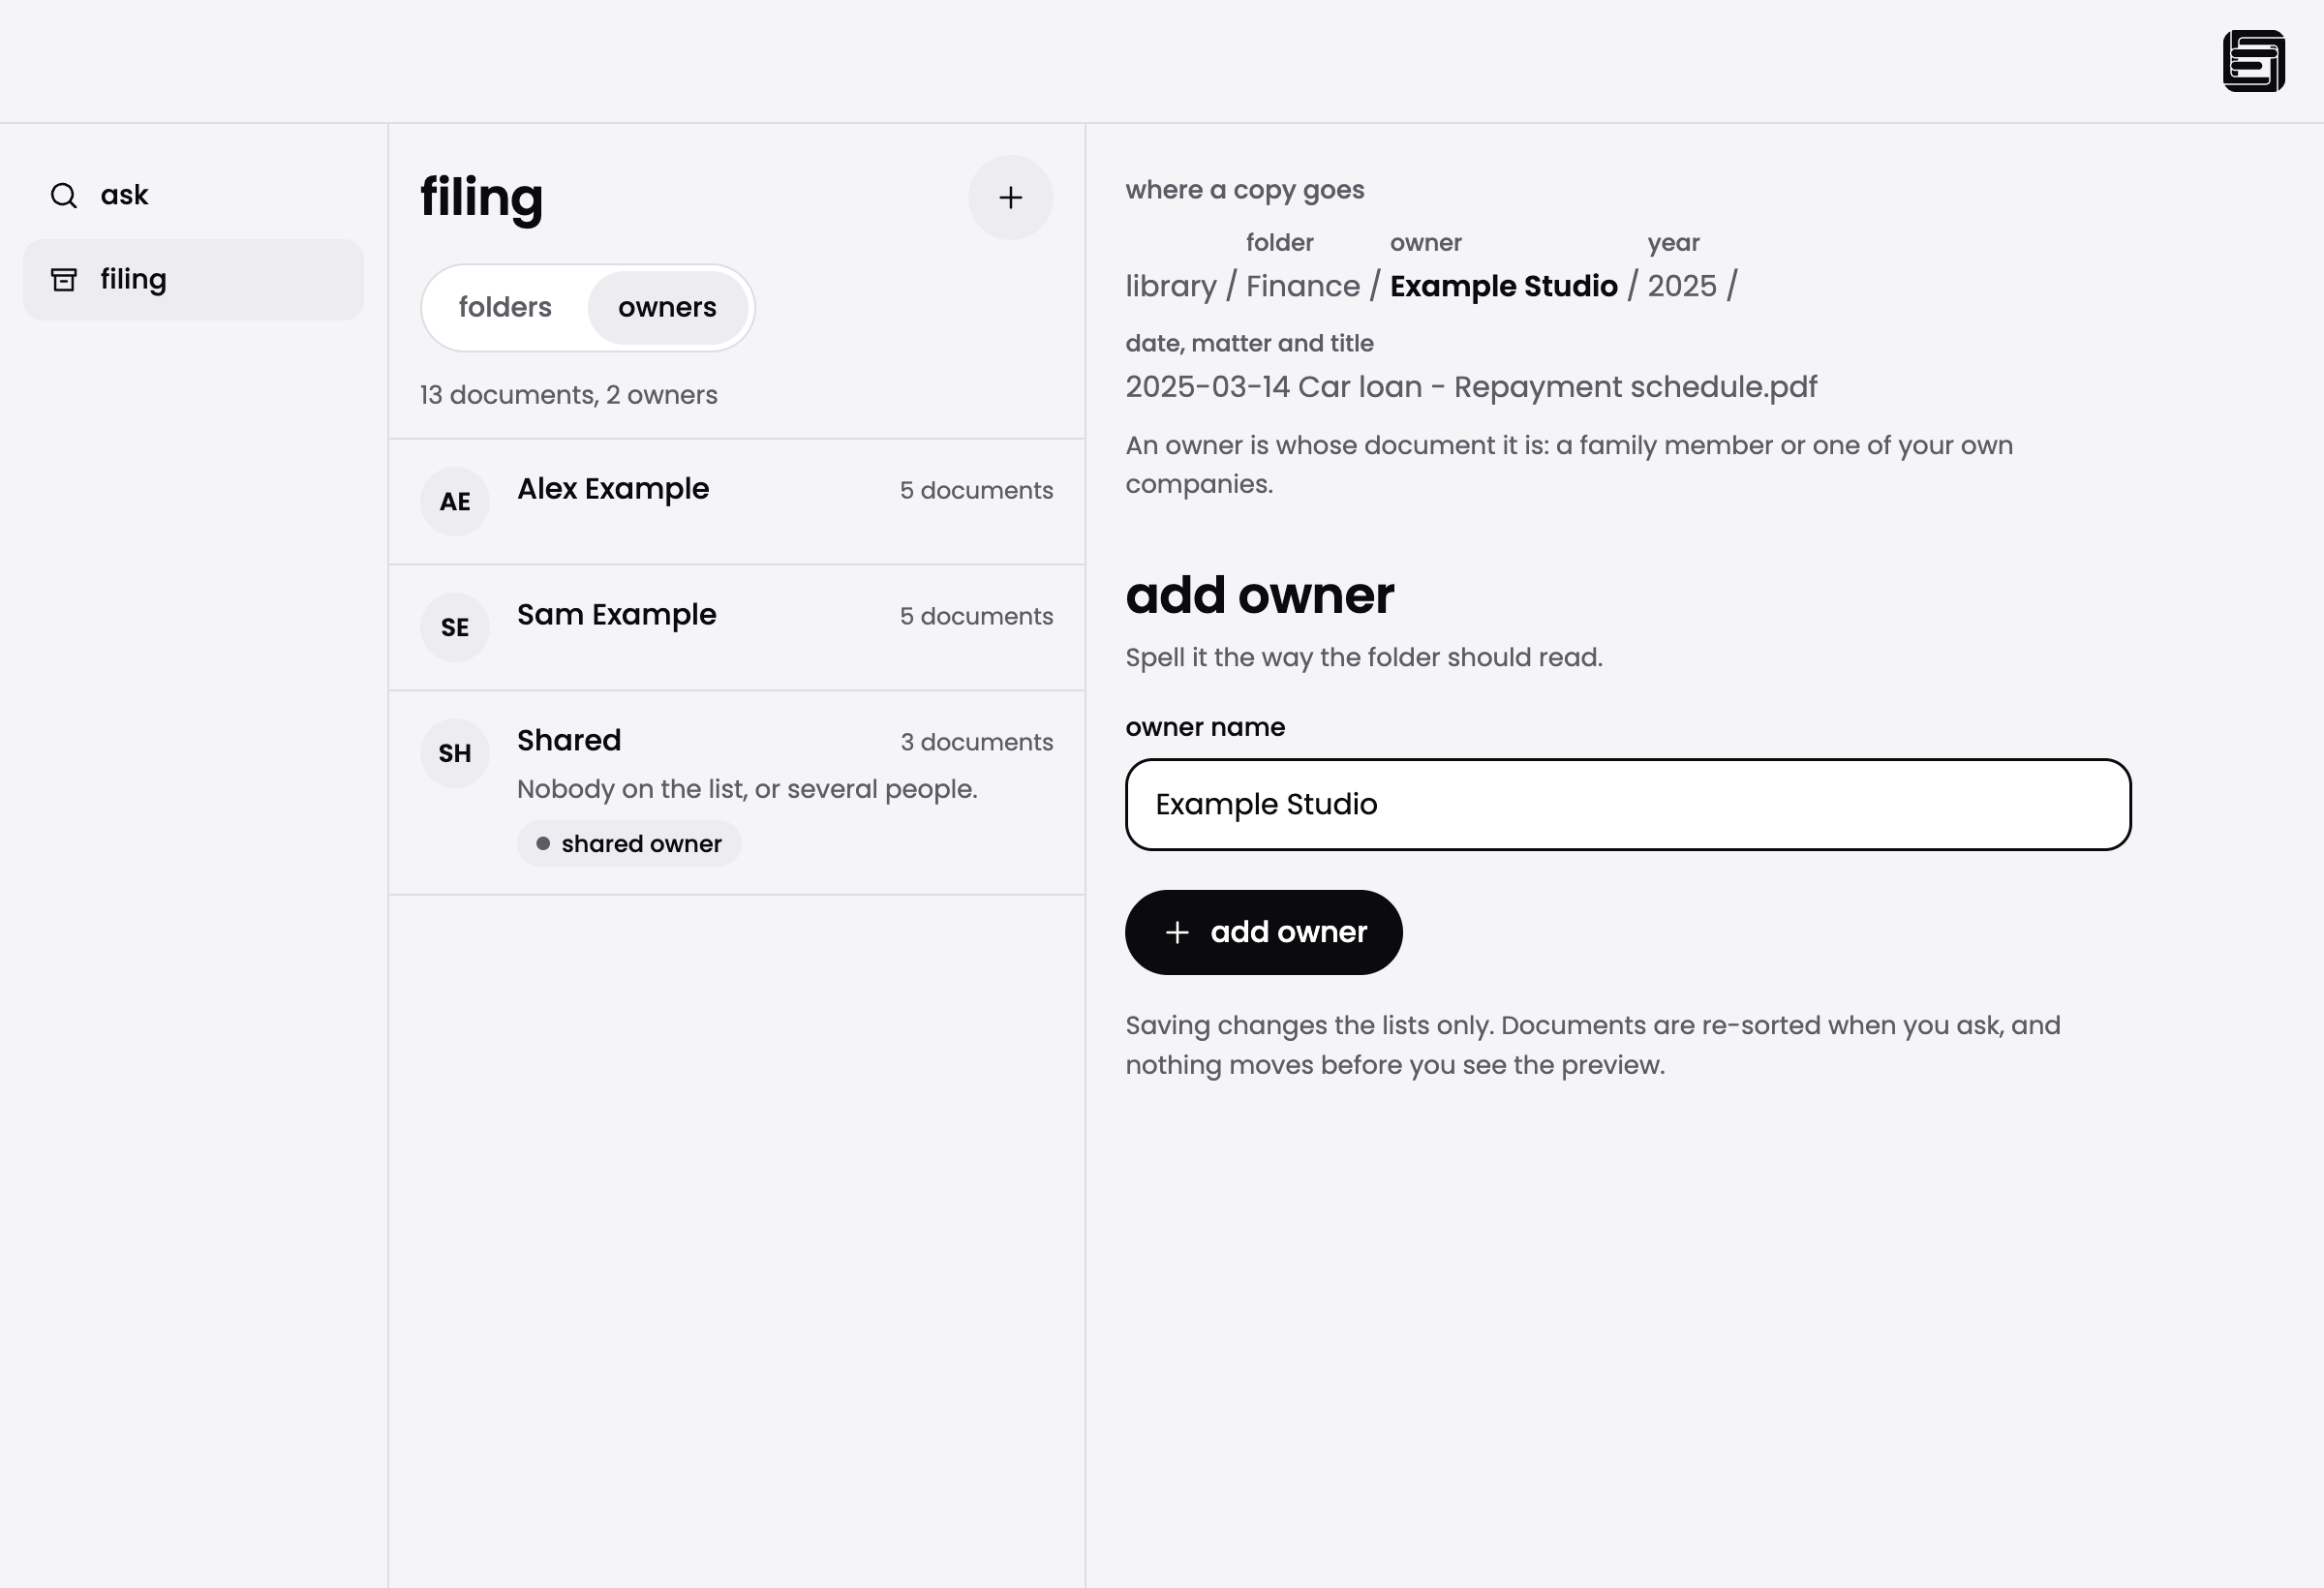 ask
filing
filing
folders
owners
13 documents, 2 owners
AE
Alex Example
5 documents
SE
Sam Example
5 documents
SH
Shared
3 documents
Nobody on the list, or several people.
shared owner
where a copy goes
folder owner year
library / Finance / Example Studio / 2025 /
date, matter and title
2025-03-14 Car loan - Repayment schedule.pdf
An owner is whose document it is: a family member or one of your own
companies.
add owner
Spell it the way the folder should read.
owner name
Example Studio
add owner
Saving changes the lists only. Documents are re-sorted when you ask, and
nothing moves before you see the preview.